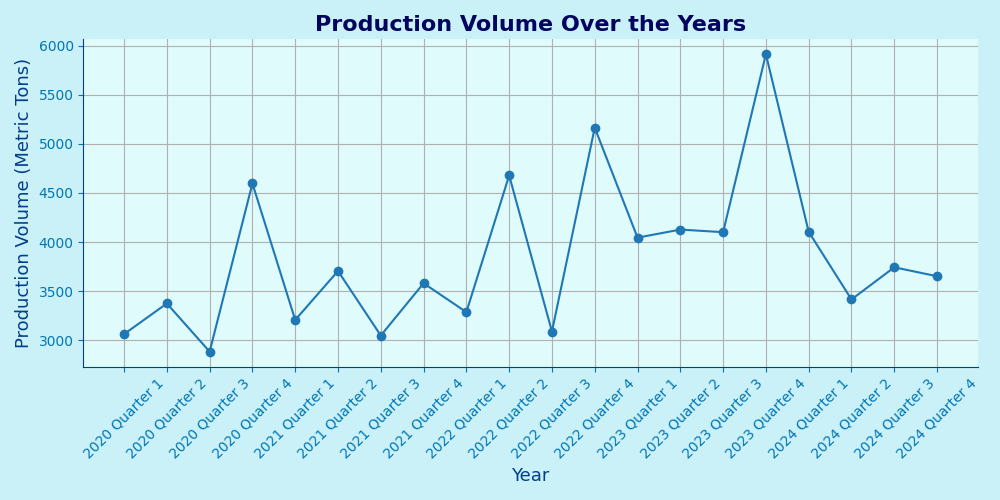 Production Volume Over the Years
Production Volume (Metric Tons)
6000
5500
5000
4500
4000
3500
3000
2020 Quarter 1
2020 Quarter 2
2020 Quarter 3
2020 Quarter 4
2021 Quarter 1
2021 Quarter 2
2021 Quarter 3
2021 Quarter 4
2022 Quarter 1
2022 Quarter 2
2022 Quarter 3
2022 Quarter 4
2023 Quarter 1
2023 Quarter 2
2023 Quarter 3
2023 Quarter 4
2024 Quarter 1
2024 Quarter 2
2024 Quarter 3
2024 Quarter 4
Year